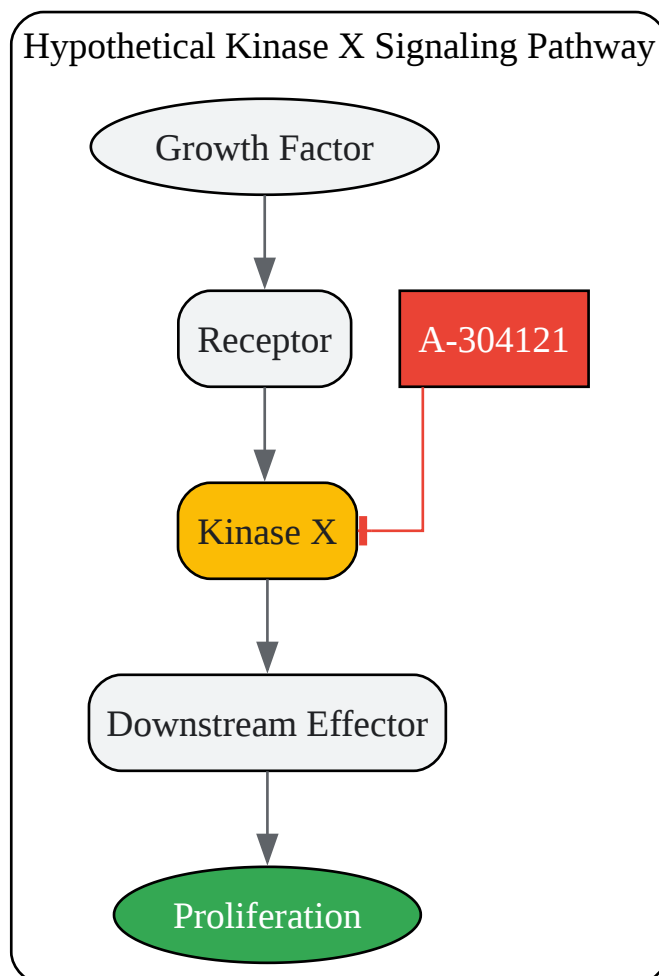 Hypothetical Kinase X Signaling Pathway
Growth Factor
Receptor
A-304121
Kinase X
Downstream Effector
Proliferation